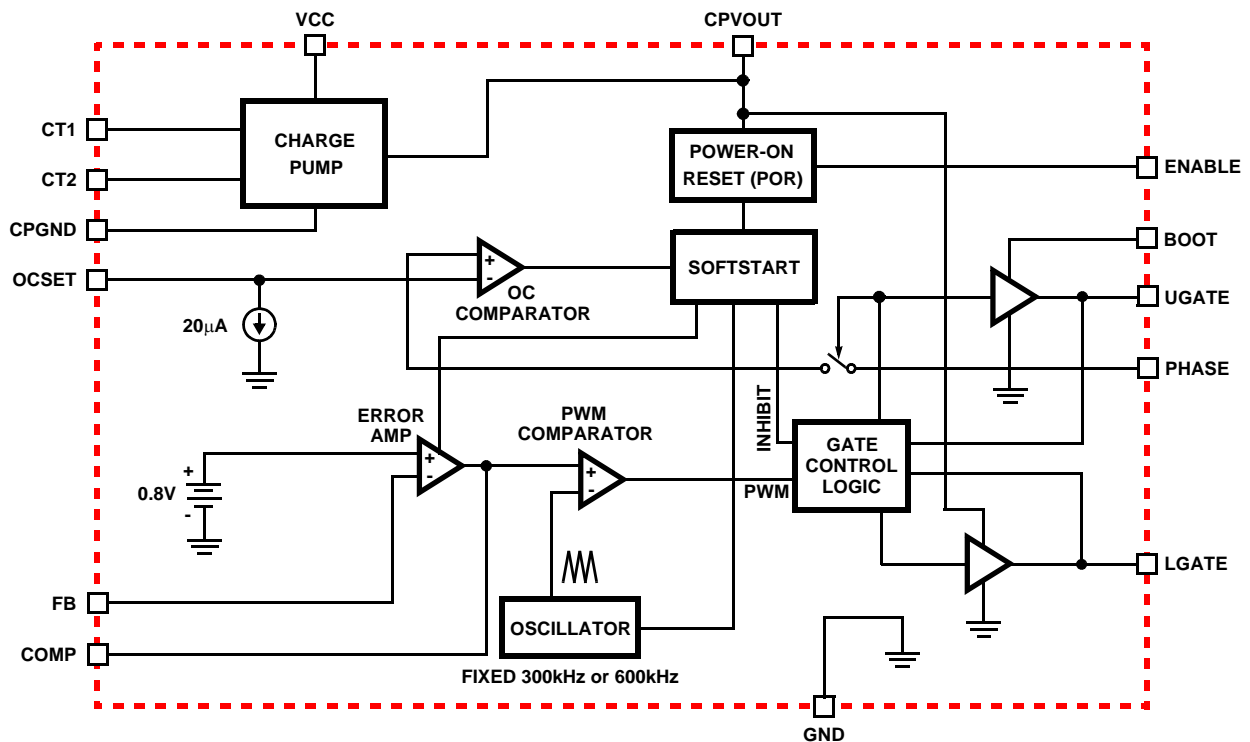 VCC
CPVOUT
CT1
CHARGE
PUMP
POWER-ON
RESET (POR)
ENABLE
CT2
CPGND
BOOT
SOFTSTART
OCSET
+
-
OC
COMPARATOR
UGATE
20µA
PHASE
ERROR
AMP
PWM
COMPARATOR
INHIBIT
GATE
CONTROL
LOGIC
+
0.8V
-
+
-
+
-
PWM
LGATE
FB
OSCILLATOR
COMP
FIXED 300kHz or 600kHz
GND